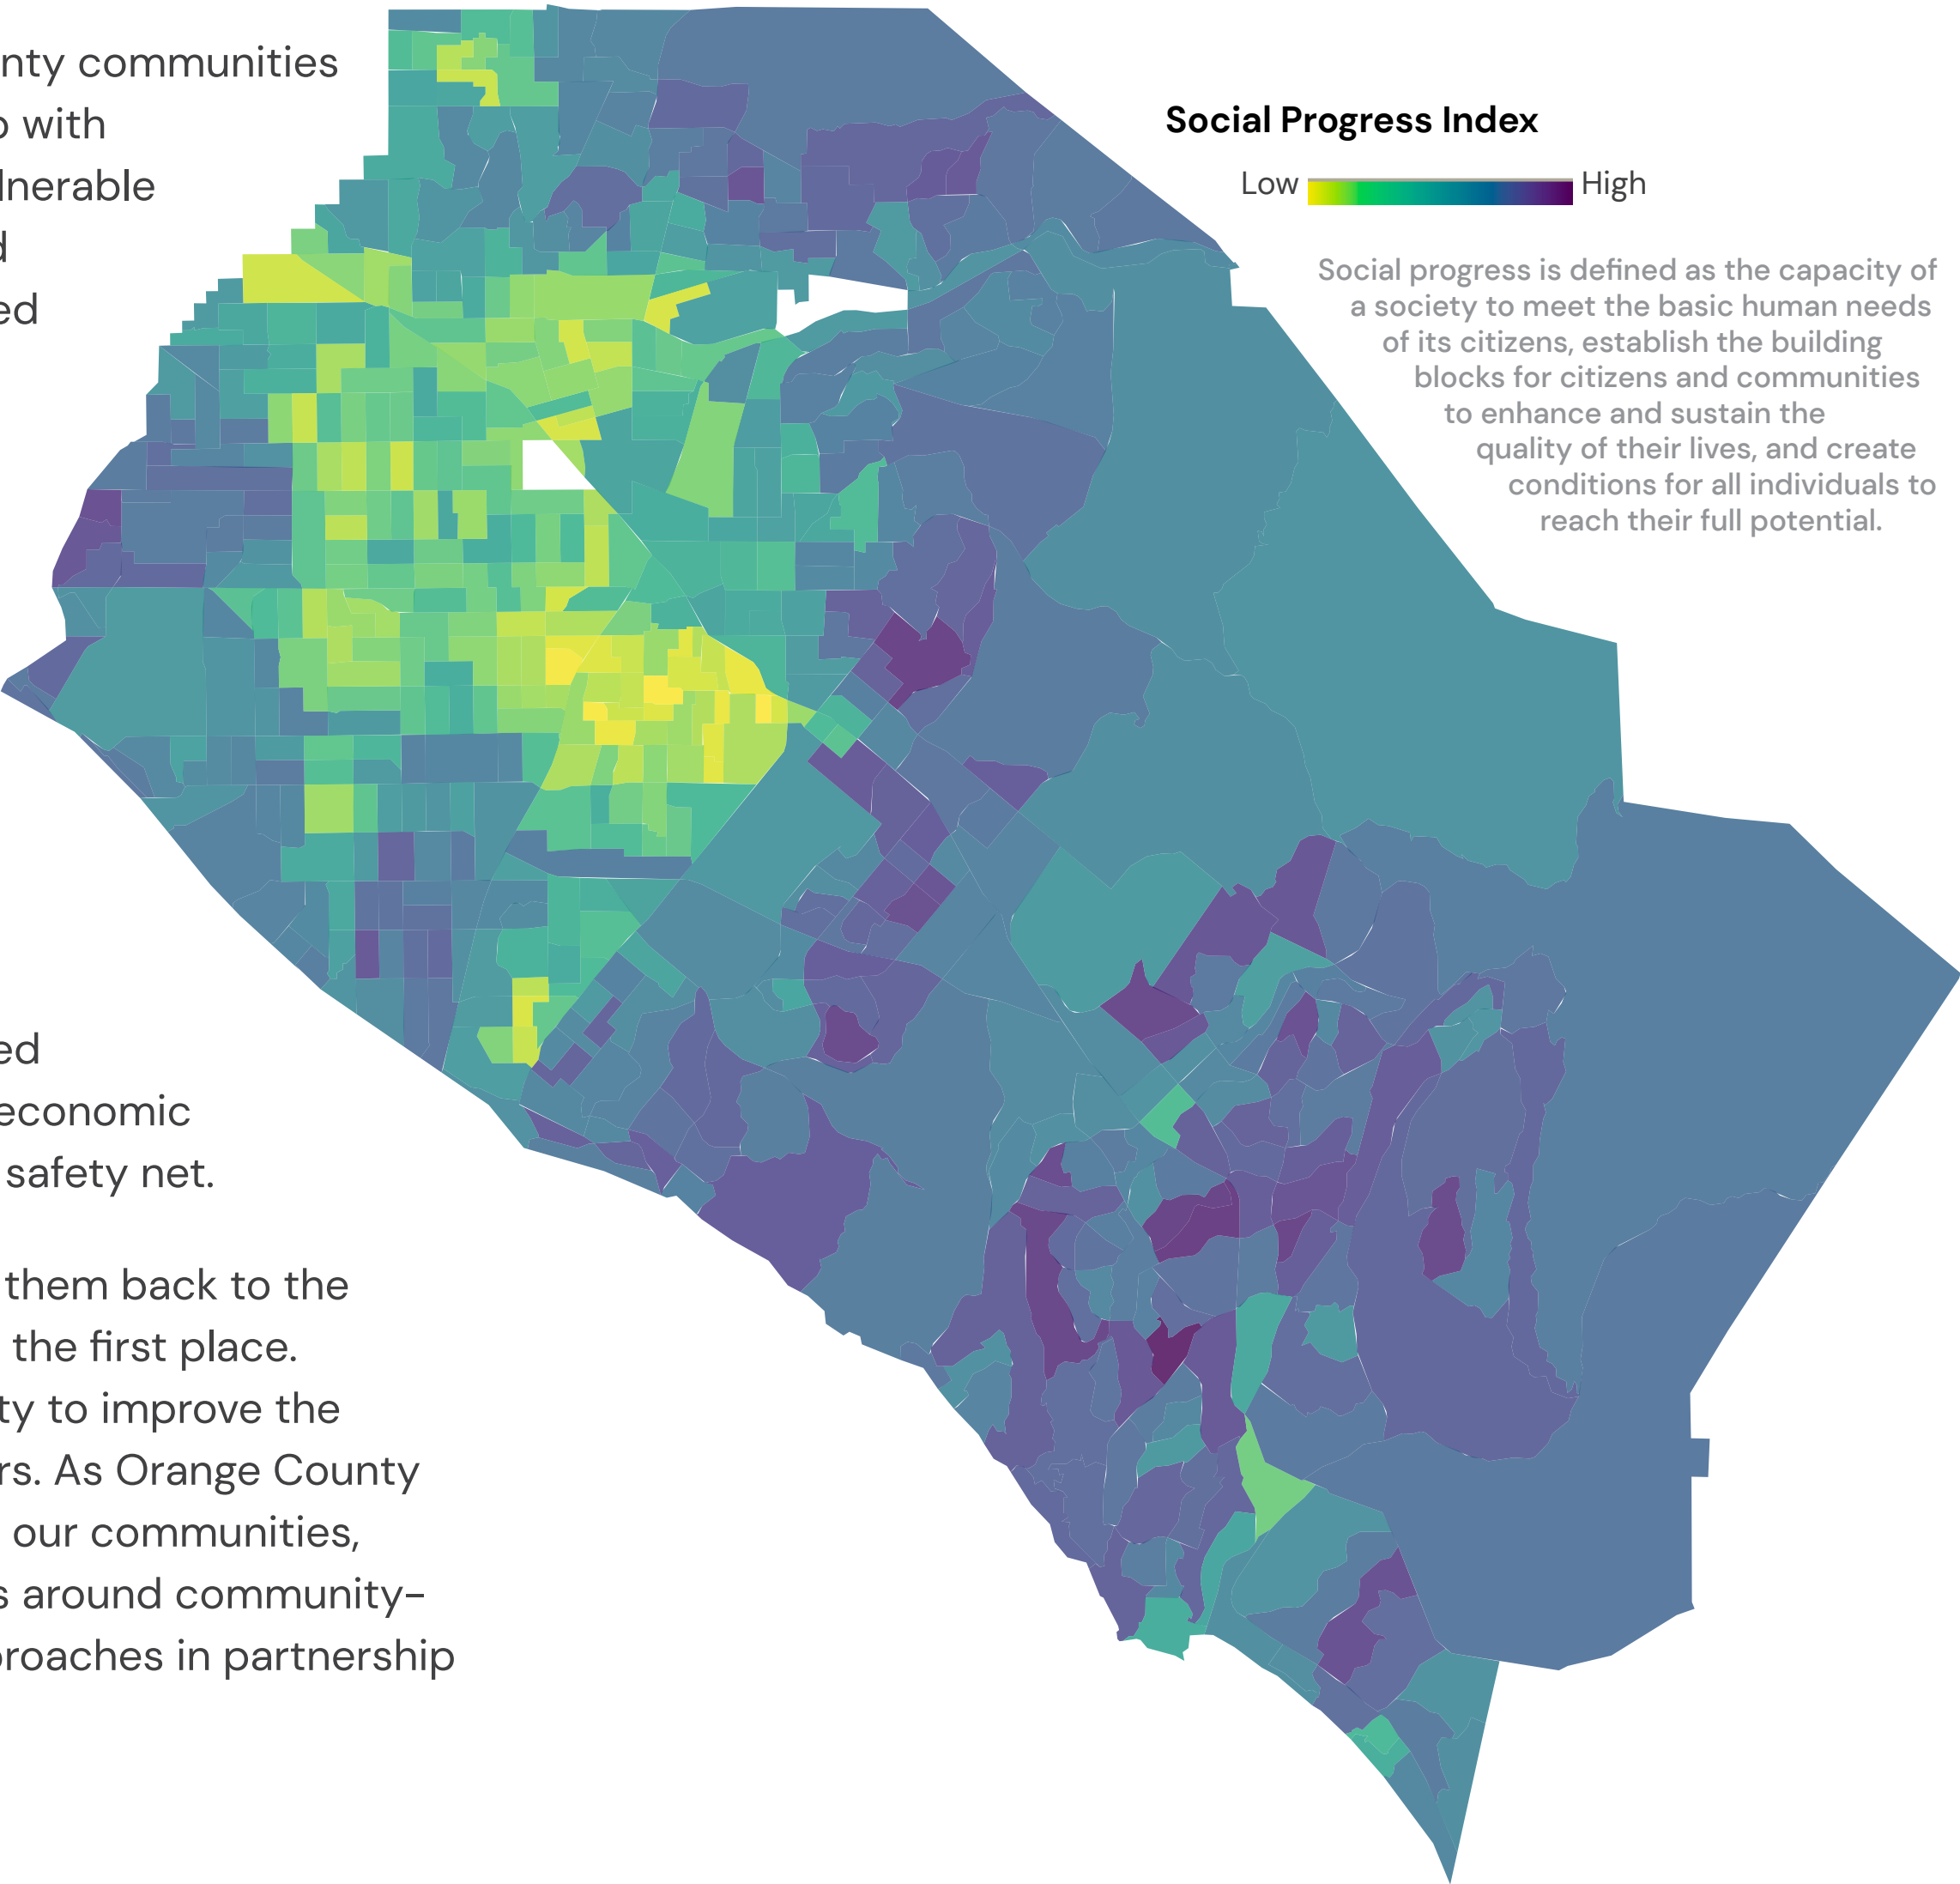 nty communities
with
nerable
ed
Social Progress Index
Low
High
Social progress is defined as the capacity of
a society to meet the basic human needs
of its citizens, establish the building
blocks for citizens and communities
to enhance and sustain the
quality of their lives, and create
conditions for all individuals to
reach their full potential.
ed
economic
safety net.
them back to the
the first place.
ty to improve the
rs. As Orange County
our communities,
s around community-
roaches in partnership